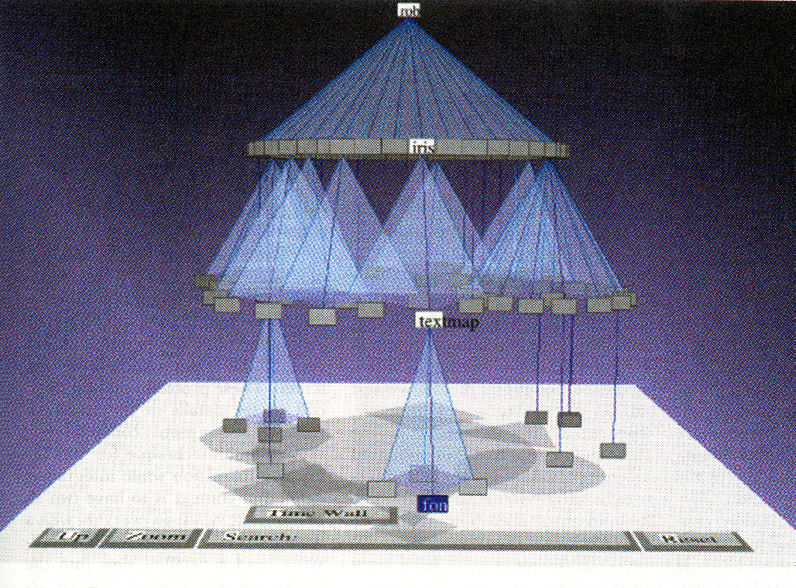 rob
iris
textmap
fon
Time Wall
Up Zoom Search: Reset